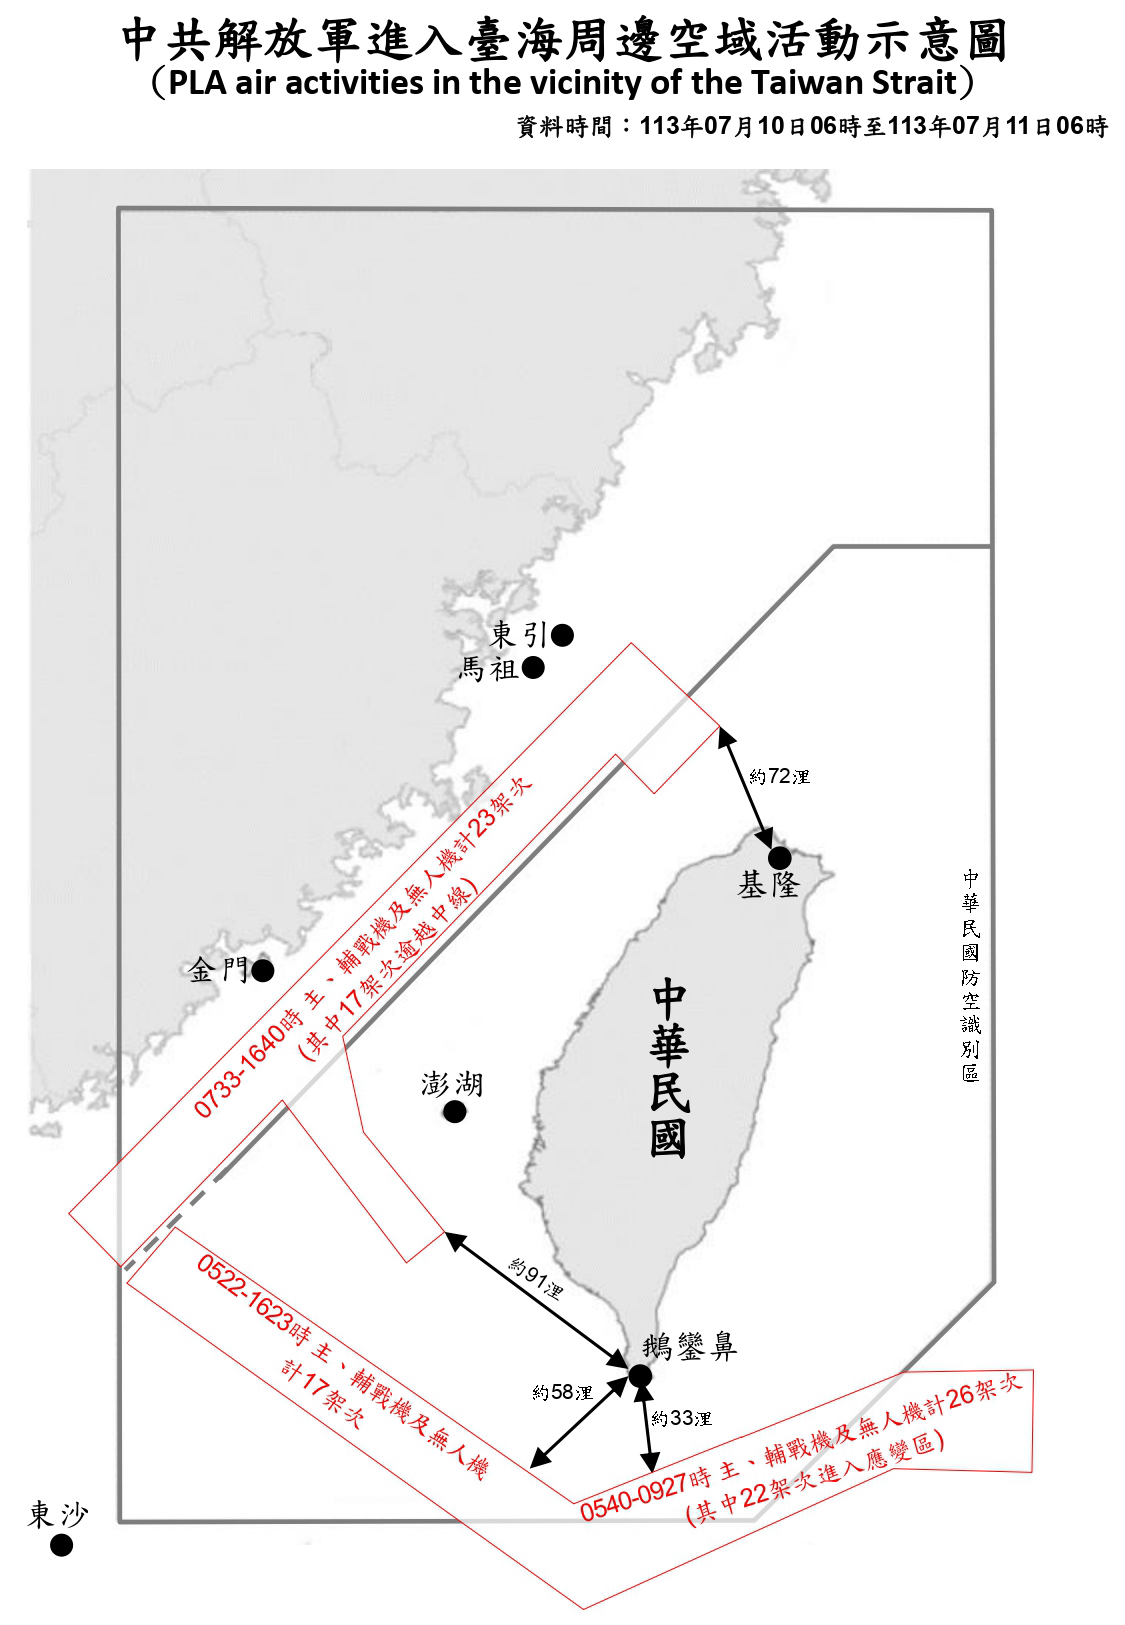 中共解放軍進入臺海周邊空域活動示意圖
（PLA air activities in the vicinity of the Taiwan Strait）
資料時間：113年07月10日06時至113年07月11日06時
東引
馬祖
約72浬
基隆
0733-1640時 主、輔戰機及無人機計23架次
(其中17架次逾越中線)
金門
中華民國防空識別區
中華民國
澎湖
約91浬
0522-1623時 主、輔戰機及無人機
計17架次
鵝鑾鼻
約58浬
約33浬
0540-0927時 主、輔戰機及無人機計26架次
(其中22架次進入應變區)
東沙